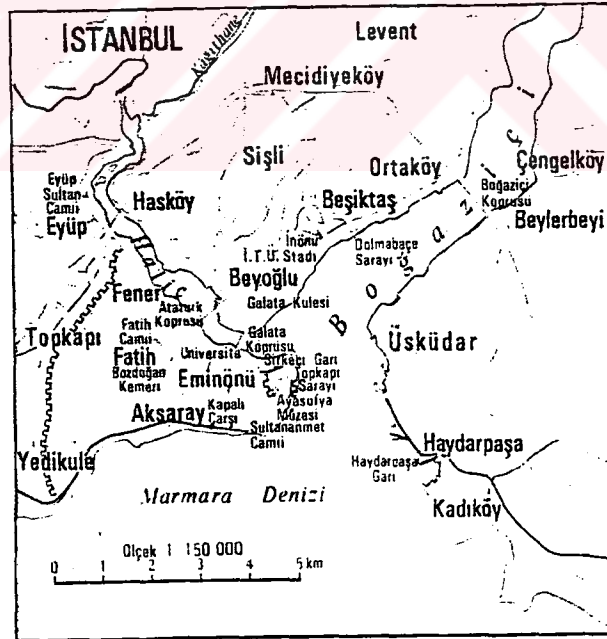 İSTANBUL
Kağıthane
Levent
Mecidiyeköy
Şişli
Ortaköy
Çengelköy
Boğaziçi
Köprüsü
Beylerbeyi
Eyüp
Sultan
Camii
Eyüp
Hasköy
Beşiktaş
İnönü
Stadı
İ.T.Ü.
Dolmabaçe
Sarayı
Boğaziçi
Haliç
Beyoğlu
Galata Kulesi
Fener
Atatürk
Köprüsü
Galata
Köprüsü
Topkapı
Fatih
Camii
Fatih
Bozdoğan
Kemeri
Üniversite
Sirkeci Garı
Topkapı
Sarayı
Eminönü
Ayasofya
Müzesi
Üsküdar
Aksaray
Kapalı
Çarşı
Sultanahmet
Camii
Yedikule
Haydarpaşa
Haydarpaşa
Garı
Kadıköy
Marmara Denizi
Ölçek 1 150 000
0 1 2 3 4 5 km